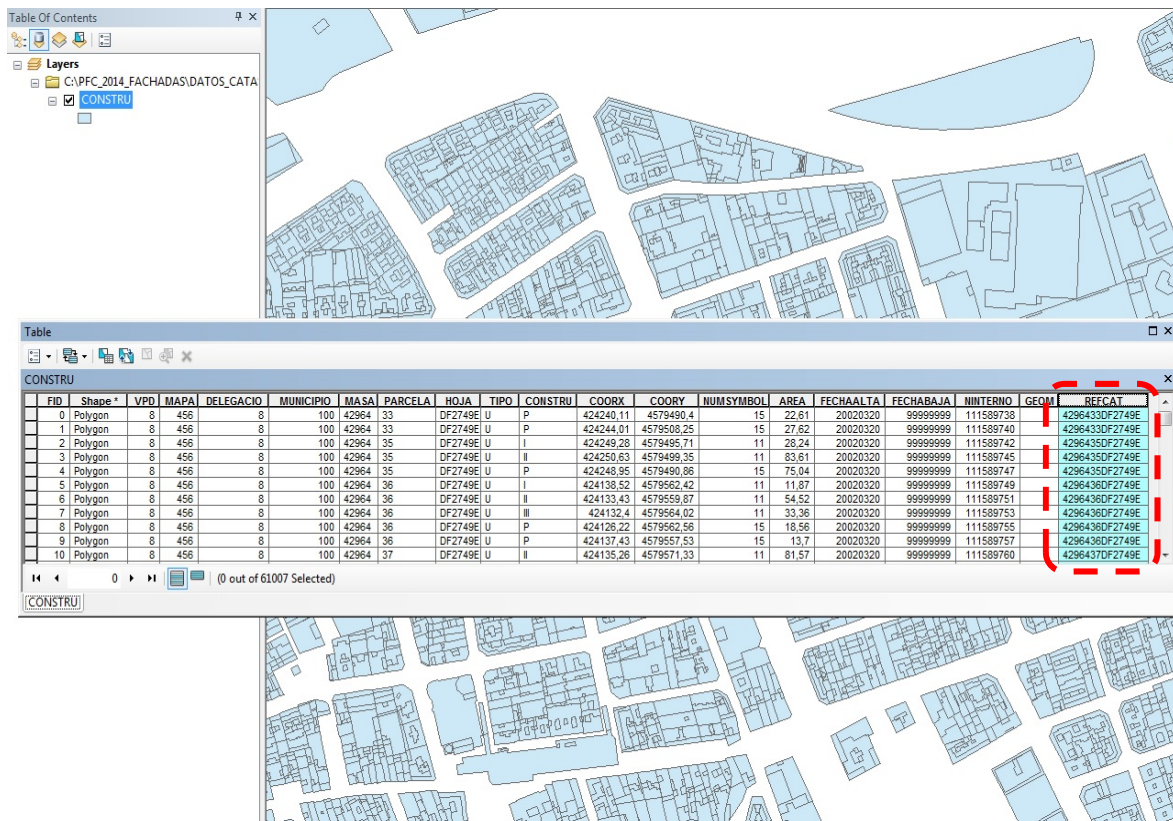 Table Of Contents
Layers
C:\PFC_2014_FACHADAS\DATOS_CATA
CONSTRU
Table
CONSTRU
FID Shape * VPD MAPA DELEGACIO MUNICIPIO MASA PARCELA HOJA TIPO CONSTRU COORX COORY NUMSYMBOL AREA FECHAALTA FECHABAJA NINTERNO GEOM REFCAT
0 Polygon 8 456 8 100 42964 33 DF2749E U P 424240,11 4579490,4 15 22,61 20020320 99999999 111589738 4296433DF2749E
1 Polygon 8 456 8 100 42964 33 DF2749E U P 424244,01 4579508,25 15 27,62 20020320 99999999 111589740 4296433DF2749E
2 Polygon 8 456 8 100 42964 35 DF2749E U I 424249,28 4579495,71 11 28,24 20020320 99999999 111589742 4296435DF2749E
3 Polygon 8 456 8 100 42964 35 DF2749E U II 424250,63 4579499,35 11 83,61 20020320 99999999 111589745 4296435DF2749E
4 Polygon 8 456 8 100 42964 35 DF2749E U P 424248,95 4579490,86 15 75,04 20020320 99999999 111589747 4296435DF2749E
5 Polygon 8 456 8 100 42964 36 DF2749E U I 424138,52 4579562,42 11 11,87 20020320 99999999 111589749 4296436DF2749E
6 Polygon 8 456 8 100 42964 36 DF2749E U II 424133,43 4579559,87 11 54,52 20020320 99999999 111589751 4296436DF2749E
7 Polygon 8 456 8 100 42964 36 DF2749E U III 424132,4 4579564,02 11 33,36 20020320 99999999 111589753 4296436DF2749E
8 Polygon 8 456 8 100 42964 36 DF2749E U P 424126,22 4579562,56 15 18,56 20020320 99999999 111589755 4296436DF2749E
9 Polygon 8 456 8 100 42964 36 DF2749E U P 424137,43 4579557,53 15 13,7 20020320 99999999 111589757 4296436DF2749E
10 Polygon 8 456 8 100 42964 37 DF2749E U II 424135,26 4579571,33 11 81,57 20020320 99999999 111589760 4296437DF2749E
0 (0 out of 61007 Selected)
CONSTRU